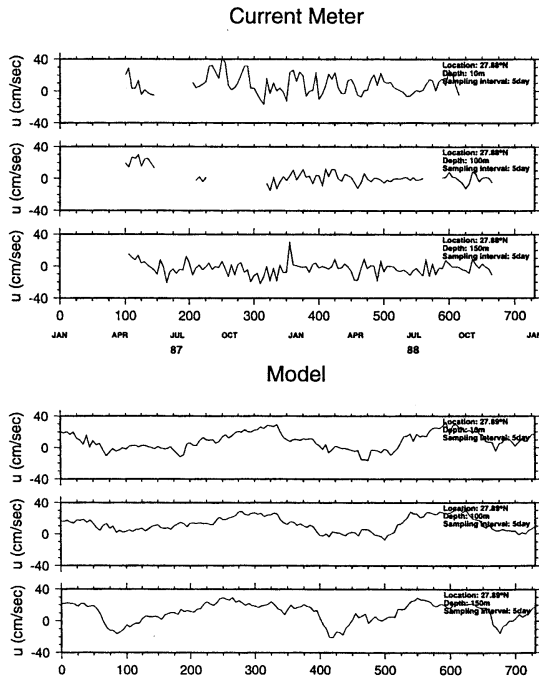 Current Meter
40
0
-40
u (cm/sec)
Location: 27.88°N
Depth: 10m
Sampling interval: 5day
40
0
-40
u (cm/sec)
Location: 27.88°N
Depth: 100m
Sampling interval: 5day
40
0
-40
u (cm/sec)
Location: 27.88°N
Depth: 150m
Sampling interval: 5day
0 100 200 300 400 500 600 700
JAN APR JUL OCT JAN APR JUL OCT JAN
87 88
Model
40
0
-40
u (cm/sec)
Location: 27.89°N
Depth: 10m
Sampling interval: 5day
40
0
-40
u (cm/sec)
Location: 27.89°N
Depth: 100m
Sampling interval: 5day
40
0
-40
u (cm/sec)
Location: 27.89°N
Depth: 150m
Sampling interval: 5day
0 100 200 300 400 500 600 700